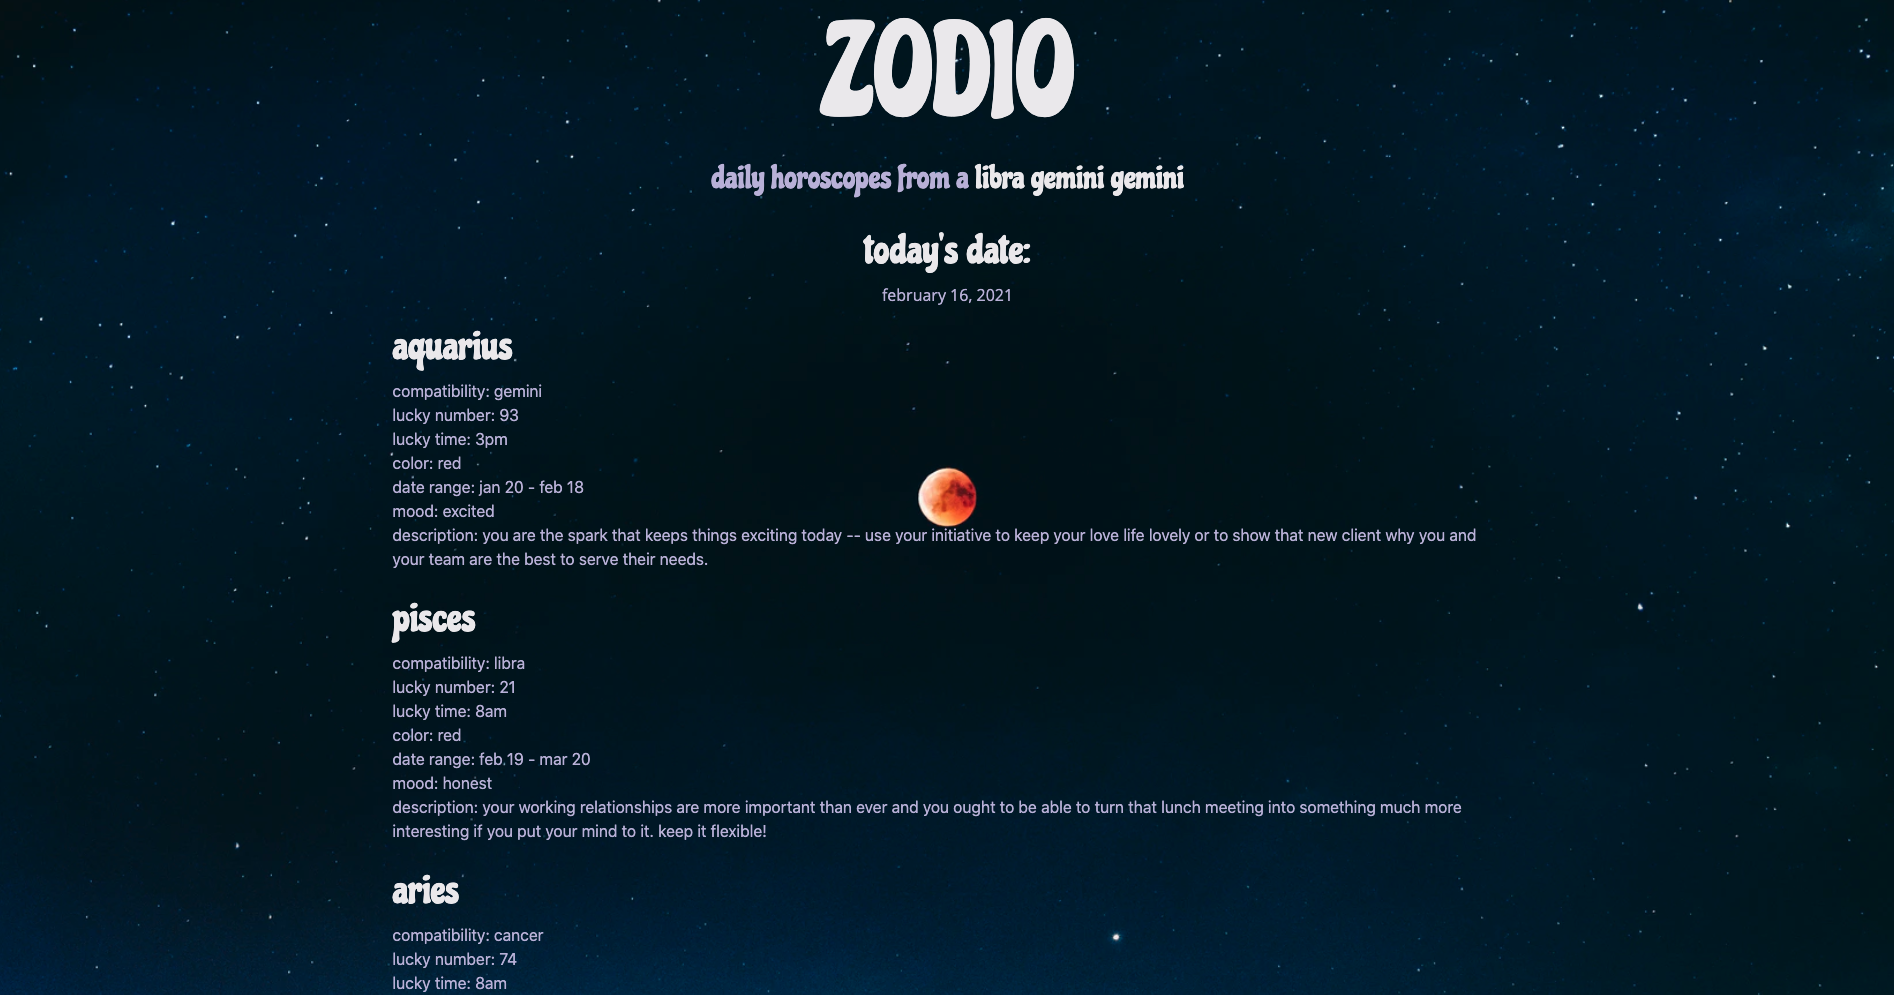 ZODIO
daily horoscopes from a libra gemini gemini
today's date:
february 16, 2021
aquarius
compatibility: gemini
lucky number: 93
lucky time: 3pm
color: red
date range: jan 20 - feb 18
mood: excited
description: you are the spark that keeps things exciting today -- use your initiative to keep your love life lovely or to show that new client why you and
your team are the best to serve their needs.
pisces
compatibility: libra
lucky number: 21
lucky time: 8am
color: red
date range: feb 19 - mar 20
mood: honest
description: your working relationships are more important than ever and you ought to be able to turn that lunch meeting into something much more
interesting if you put your mind to it. keep it flexible!
aries
compatibility: cancer
lucky number: 74
lucky time: 8am